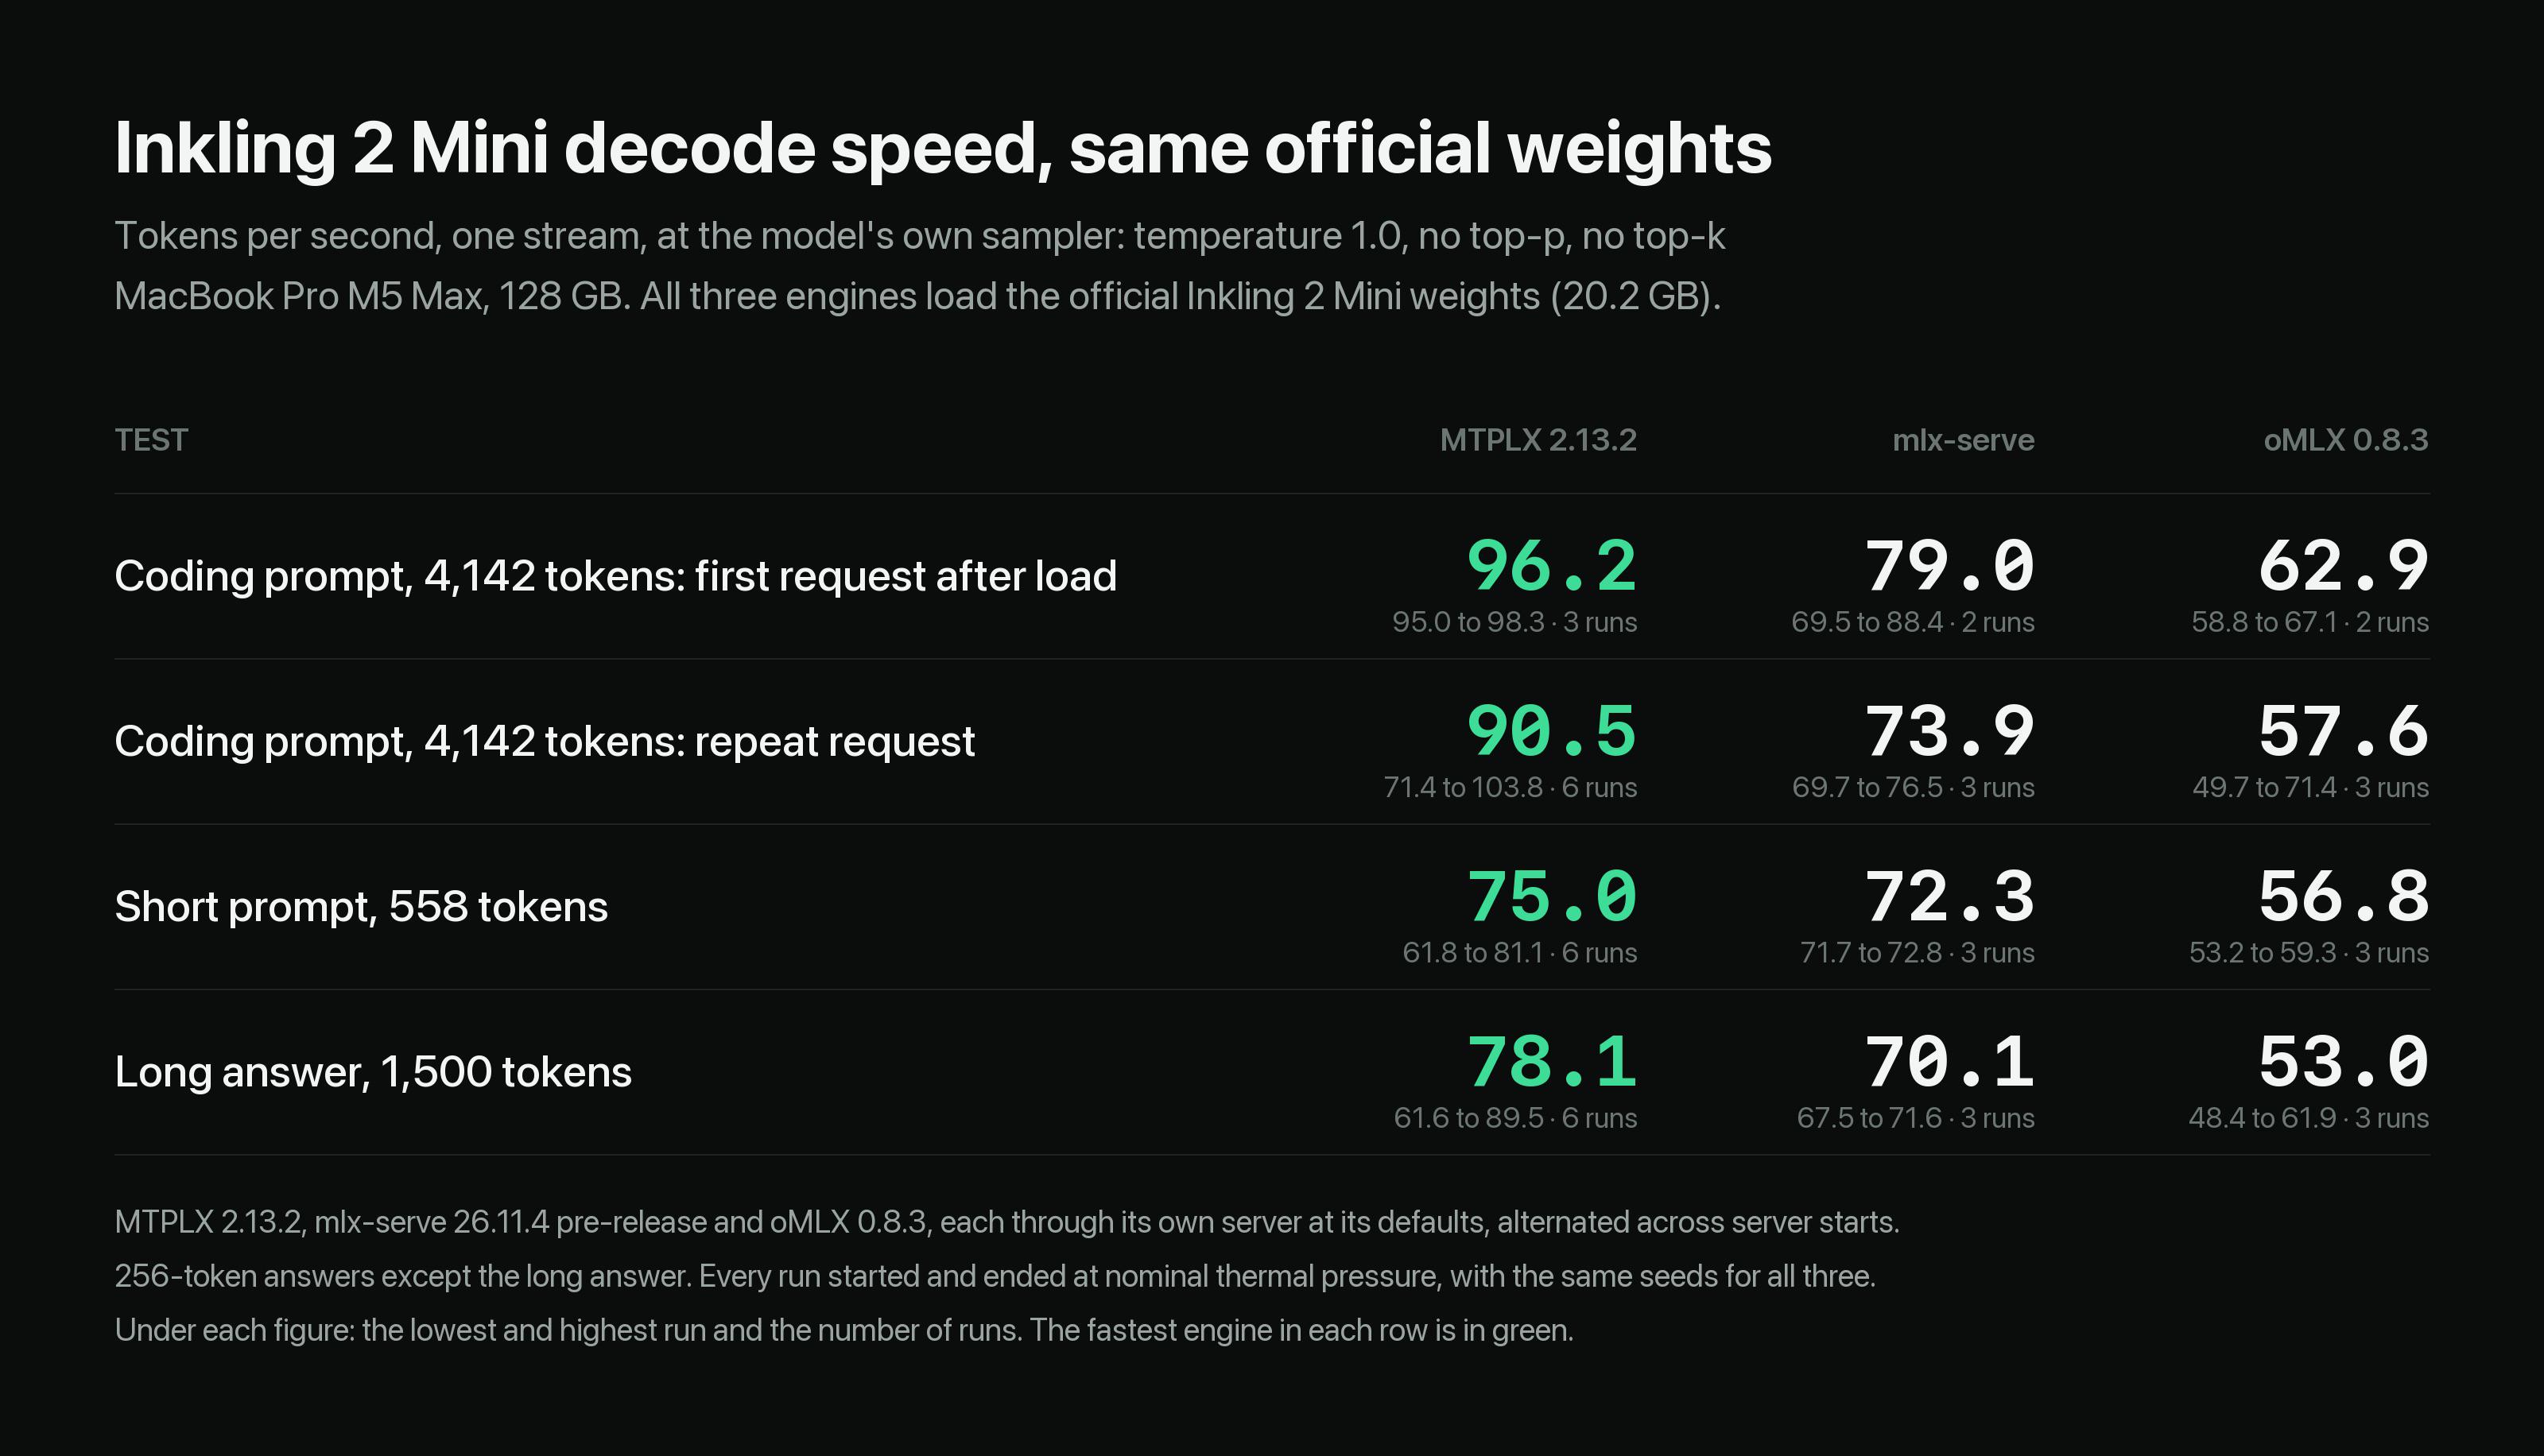 Inkling 2 Mini decode speed, same official weights
Tokens per second, one stream, at the model's own sampler: temperature 1.0, no top-p, no top-k
MacBook Pro M5 Max, 128 GB. All three engines load the official Inkling 2 Mini weights (20.2 GB).
TEST MTPLX 2.13.2 mlx-serve oMLX 0.8.3
Coding prompt, 4,142 tokens: first request after load 96.2 79.0 62.9
95.0 to 98.3 · 3 runs 69.5 to 88.4 · 2 runs 58.8 to 67.1 · 2 runs
Coding prompt, 4,142 tokens: repeat request 90.5 73.9 57.6
71.4 to 103.8 · 6 runs 69.7 to 76.5 · 3 runs 49.7 to 71.4 · 3 runs
Short prompt, 558 tokens 75.0 72.3 56.8
61.8 to 81.1 · 6 runs 71.7 to 72.8 · 3 runs 53.2 to 59.3 · 3 runs
Long answer, 1,500 tokens 78.1 70.1 53.0
61.6 to 89.5 · 6 runs 67.5 to 71.6 · 3 runs 48.4 to 61.9 · 3 runs
MTPLX 2.13.2, mlx-serve 26.11.4 pre-release and oMLX 0.8.3, each through its own server at its defaults, alternated across server starts.
256-token answers except the long answer. Every run started and ended at nominal thermal pressure, with the same seeds for all three.
Under each figure: the lowest and highest run and the number of runs. The fastest engine in each row is in green.